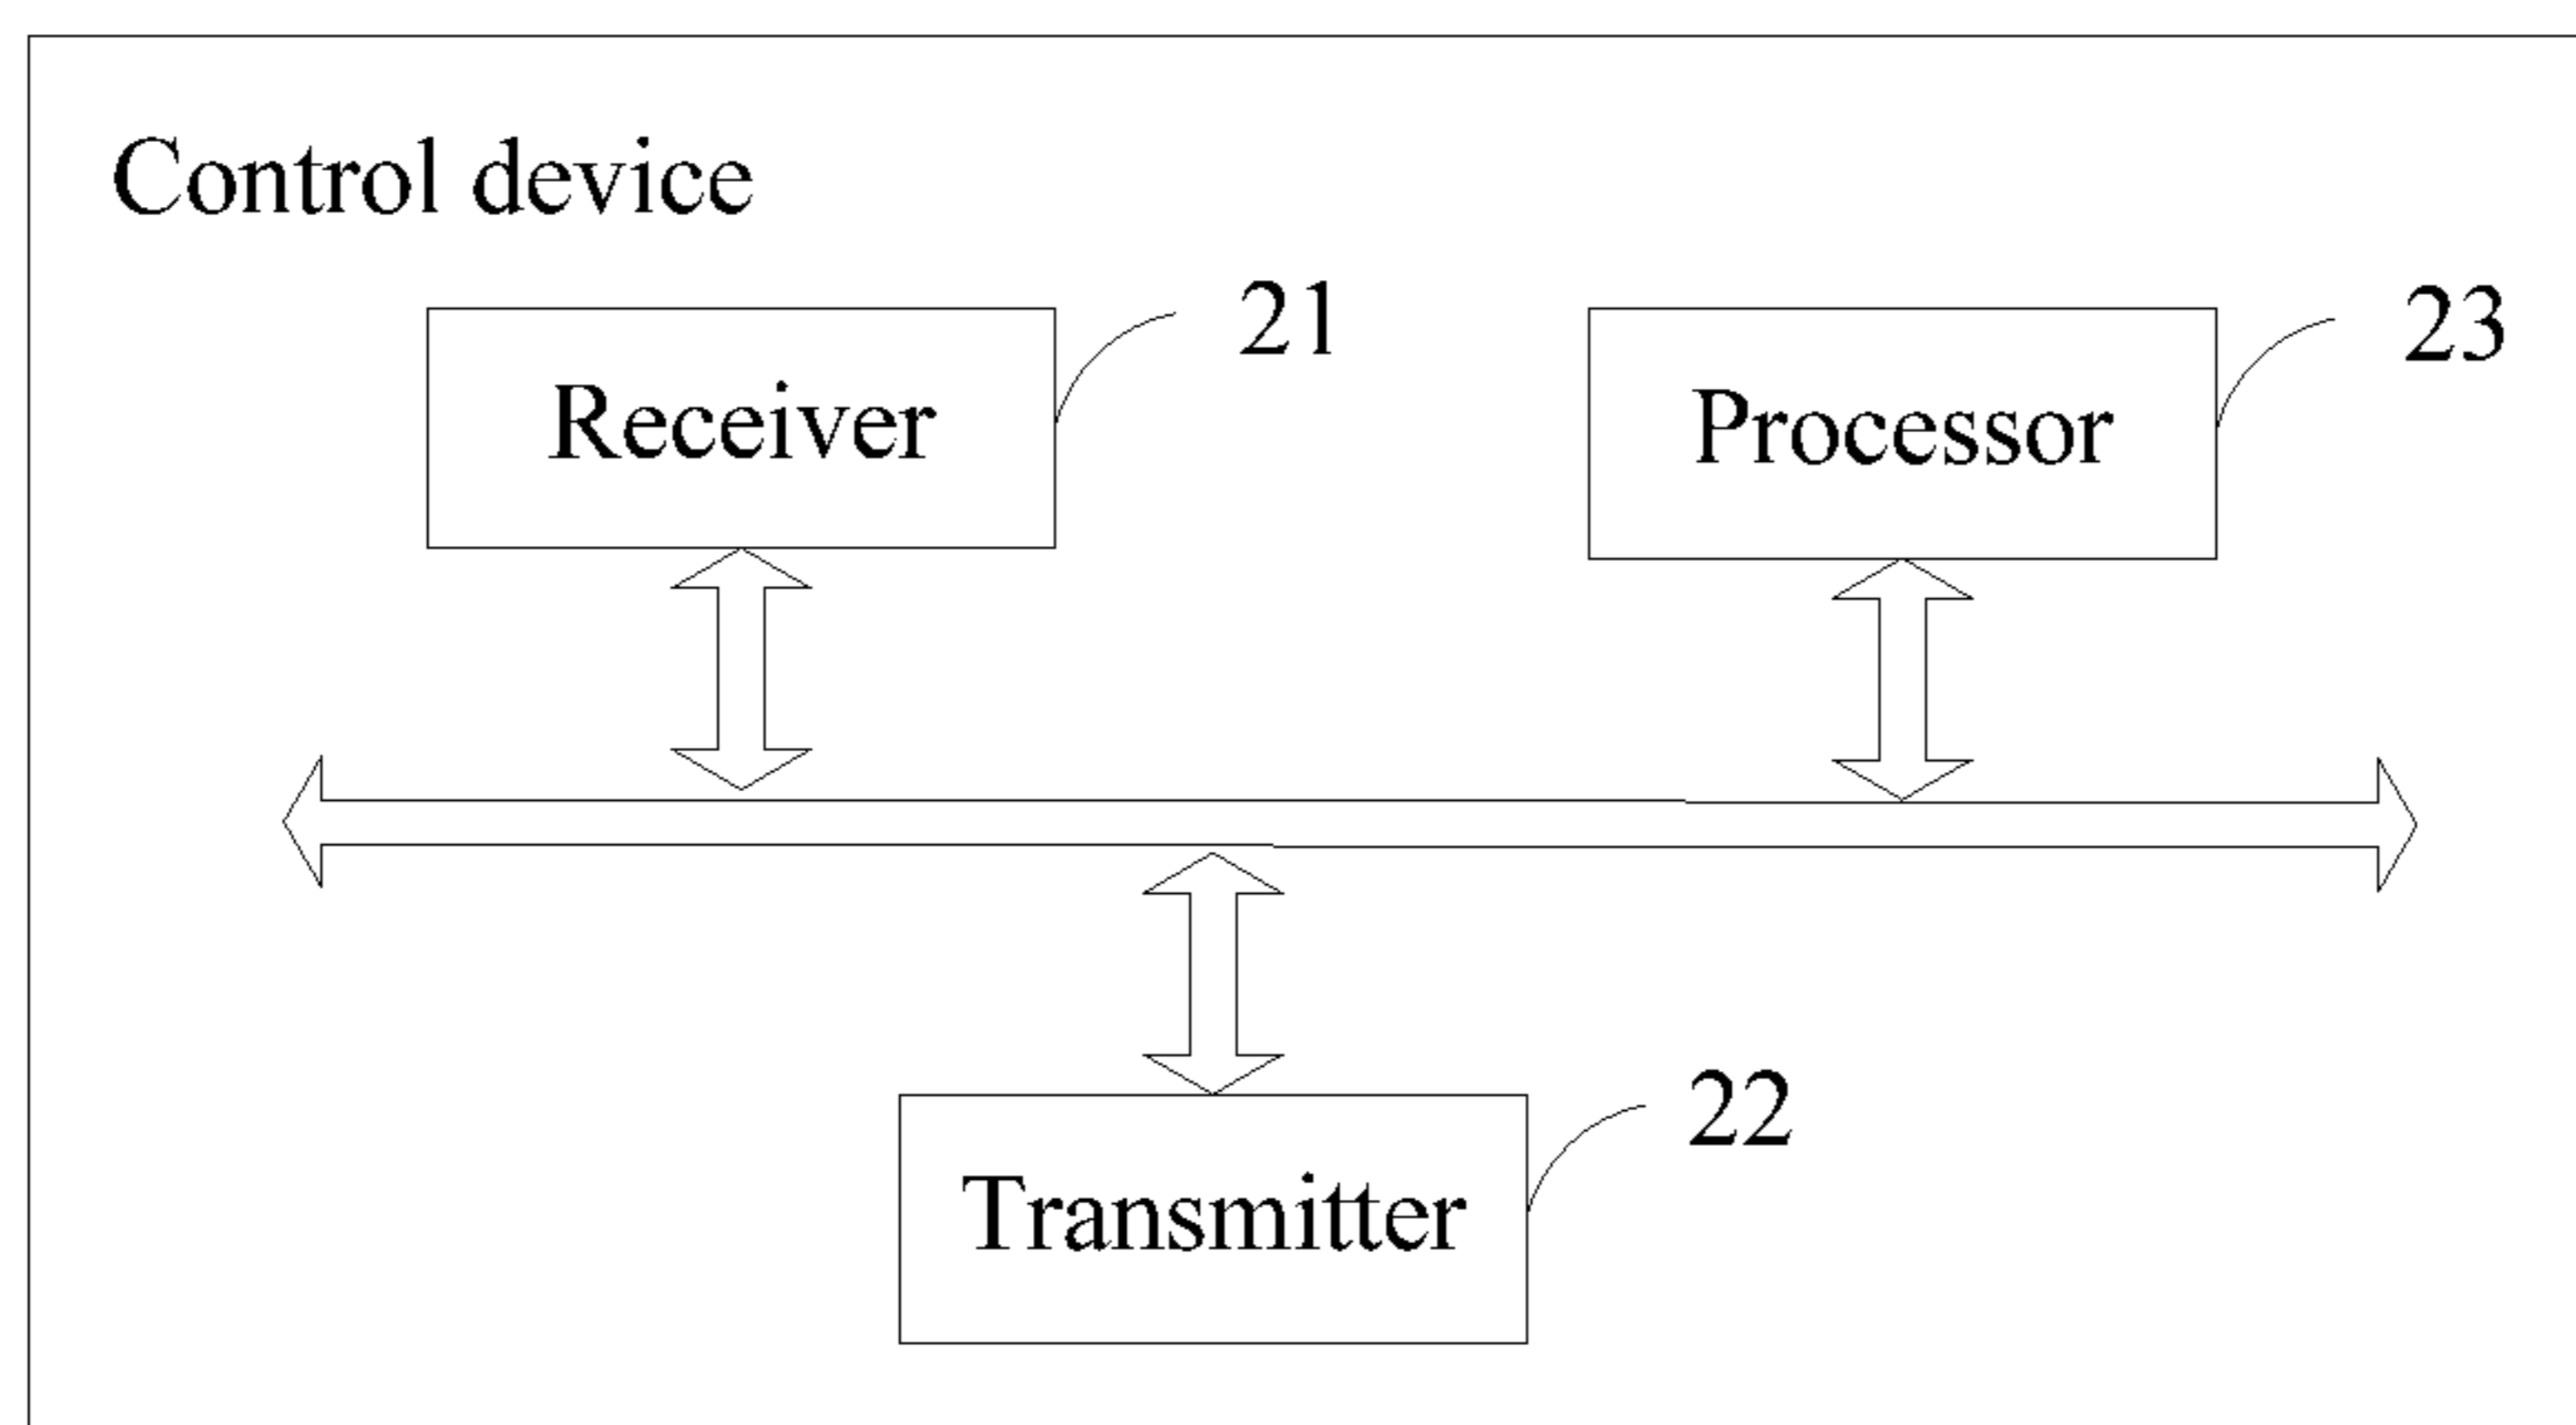 Control device
21
23
Receiver
Processor
22
Transmitter